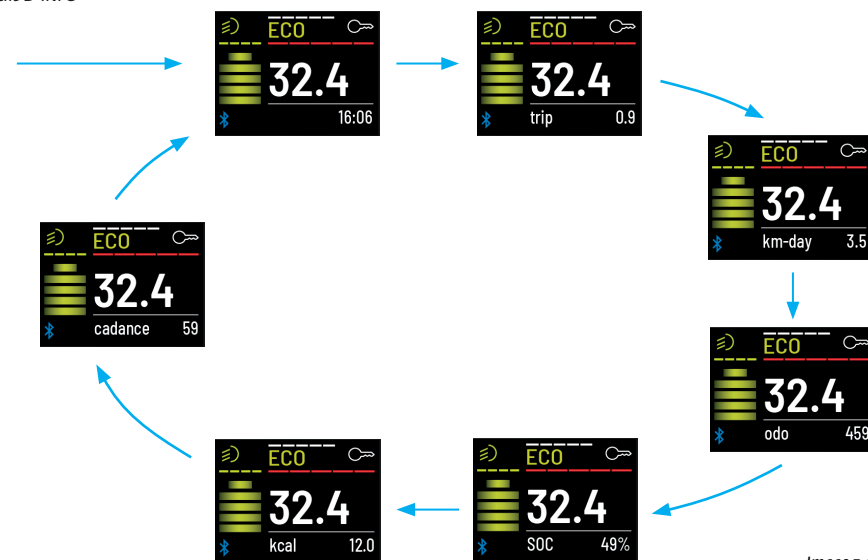 ECO
32.4
16:06
ECO
32.4
trip 0.9
ECO
32.4
km-day 3.5
ECO
32.4
odo 459
ECO
32.4
SOC 49%
ECO
32.4
kcal 12.0
ECO
32.4
cadance 59